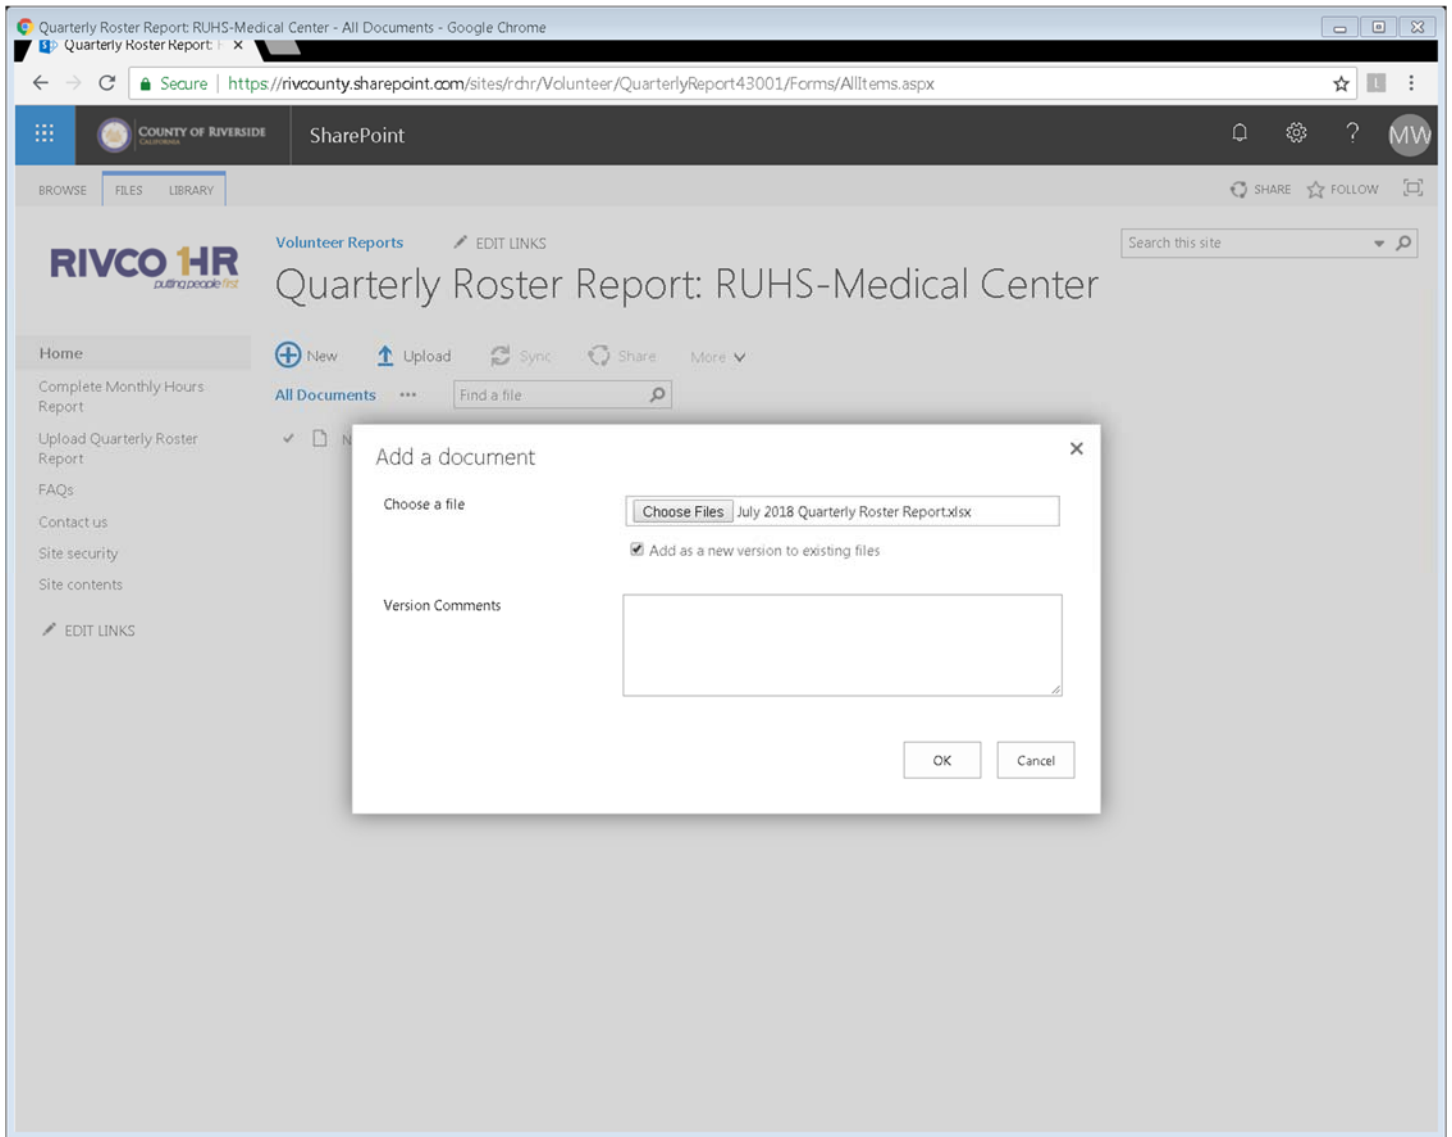 Quarterly Roster Report: RUHS-Medical Center - All Documents - Google Chrome
Quarterly Roster Report: F
Secure | https://rivcounty.sharepoint.com/sites/rchr/Volunteer/QuarterlyReport43001/Forms/AllItems.aspx
L
COUNTY OF RIVERSIDE
CALIFORNIA
SharePoint
?
MW
BROWSE FILES LIBRARY
SHARE FOLLOW
RIVCO 1HR
putting people first
Volunteer Reports EDIT LINKS
Search this site
Quarterly Roster Report: RUHS-Medical Center
Home
Complete Monthly Hours
Report
Upload Quarterly Roster
Report
FAQs
Contact us
Site security
Site contents
EDIT LINKS
New Upload Sync Share More
All Documents ••• Find a file
N
Add a document
Choose a file
Choose Files July 2018 Quarterly Roster Report.xlsx
Add as a new version to existing files
Version Comments
OK Cancel